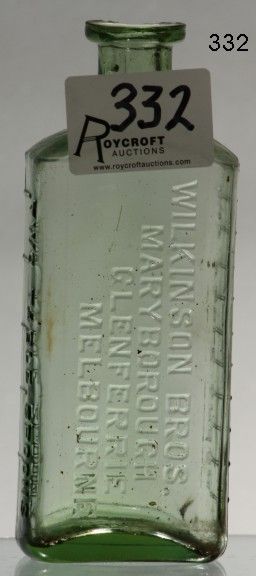 332
332
ROYCROFT
AUCTIONS
www.roycroftauctions.com
WILKINSON BROS.
MARYBOROUGH
GLENFERRIE
MELBOURNE